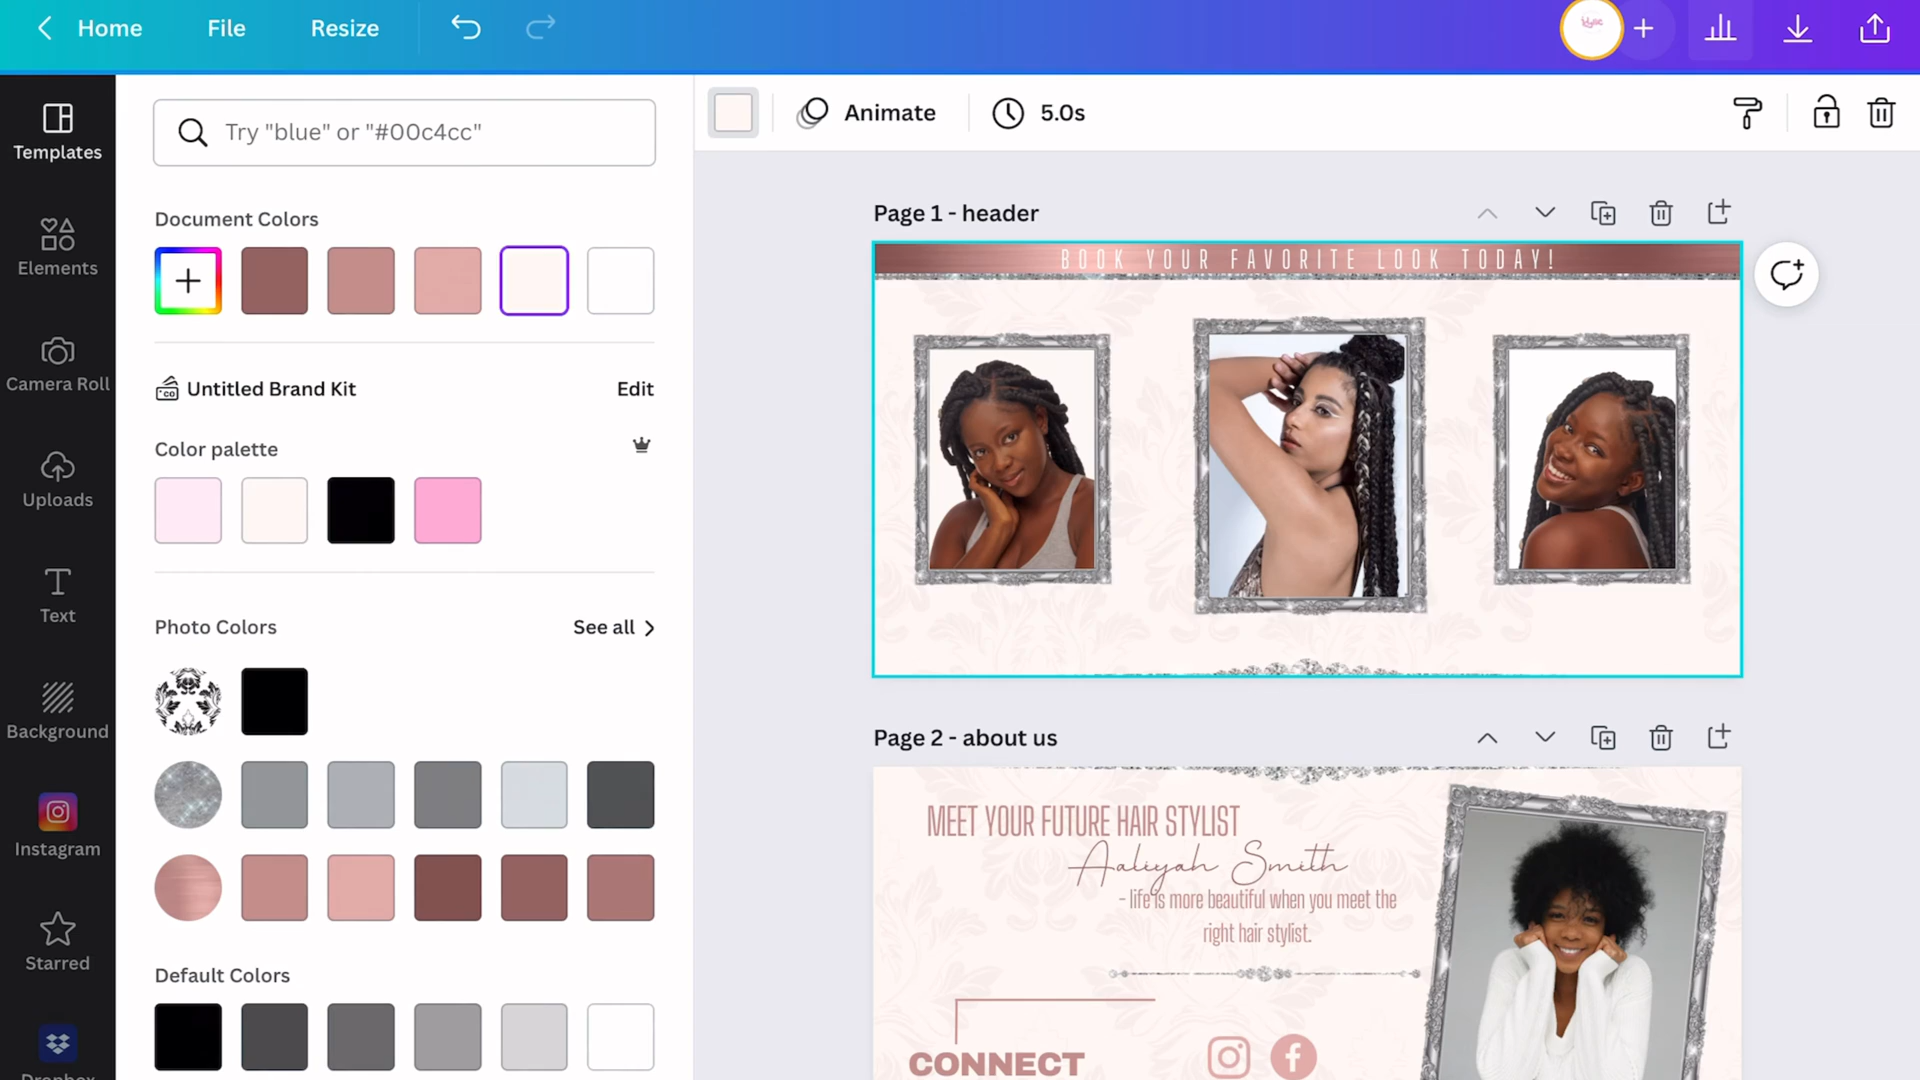 Home
File
Resize
Templates
Elements
Camera Roll
Uploads
Text
Background
Instagram
Starred
Try "blue" or "#00c4cc"
Document Colors
Untitled Brand Kit
Edit
Color palette
Photo Colors
See all
Default Colors
Animate
5.0s
Page 1 - header
BOOK YOUR FAVORITE LOOK TODAY!
Page 2 - about us
MEET YOUR FUTURE HAIR STYLIST
Aaliyah Smith
- life is more beautiful when you meet the
right hair stylist.
CONNECT